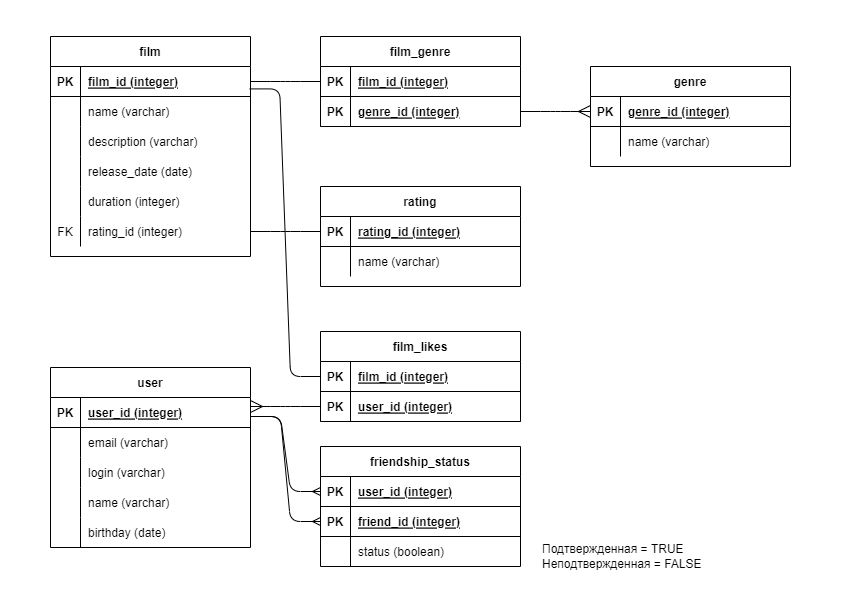 film
PK film_id (integer)
name (varchar)
description (varchar)
release_date (date)
duration (integer)
FK rating_id (integer)
film_genre
PK film_id (integer)
PK genre_id (integer)
genre
PK genre_id (integer)
name (varchar)
rating
PK rating_id (integer)
name (varchar)
film_likes
PK film_id (integer)
PK user_id (integer)
user
PK user_id (integer)
email (varchar)
login (varchar)
name (varchar)
birthday (date)
friendship_status
PK user_id (integer)
PK friend_id (integer)
status (boolean)
Подтвержденная = TRUE
Неподтвержденная = FALSE